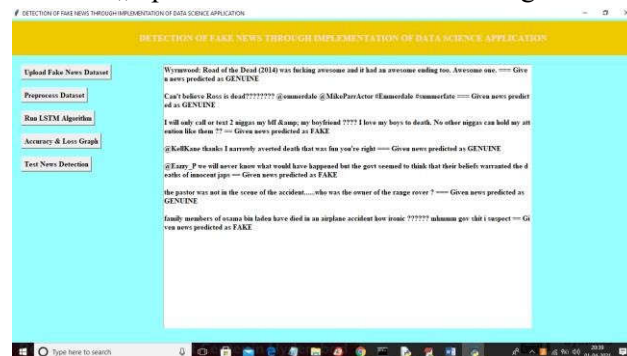 DETECTION OF FAKE NEWS THROUGH IMPLEMENTATION OF DATA SCIENCE APPLICATION
DETECTION OF FAKE NEWS THROUGH IMPLEMENTATION OF DATA SCIENCE APPLICATION
Upload Fake News Dataset
Preprocess Dataset
Run LSTM Algorithm
Accuracy & Loss Graph
Test News Detection
Wyrmwood: Road of the Dead (2014) was fucking awesome and it had an awesome ending too. Awesome one. === Give
n news predicted as GENUINE
Can't believe Ross is dead???????? @emmerdale @MikeParrActor #Emmerdale #summerfate === Given news predict
ed as GENUINE
I will only call or text 2 niggas my bff &amp; my boyfriend ???? I love my boys to death. No other niggas can hold my att
ention like them ?? == Given news predicted as FAKE
@KellKane thanks I narrowly averted death that was fun you're right === Given news predicted as GENUINE
@Eazzy_P we will never know what would have happened but the govt seemed to think that their beliefs warranted the d
eaths of innocent japs == Given news predicted as FAKE
the pastor was not in the scene of the accident......who was the owner of the range rover ? === Given news predicted as
GENUINE
family members of osama bin laden have died in an airplane accident how ironic ?????? mhmmm gov shit i suspect == Gi
ven news predicted as FAKE
Type here to search
20:38